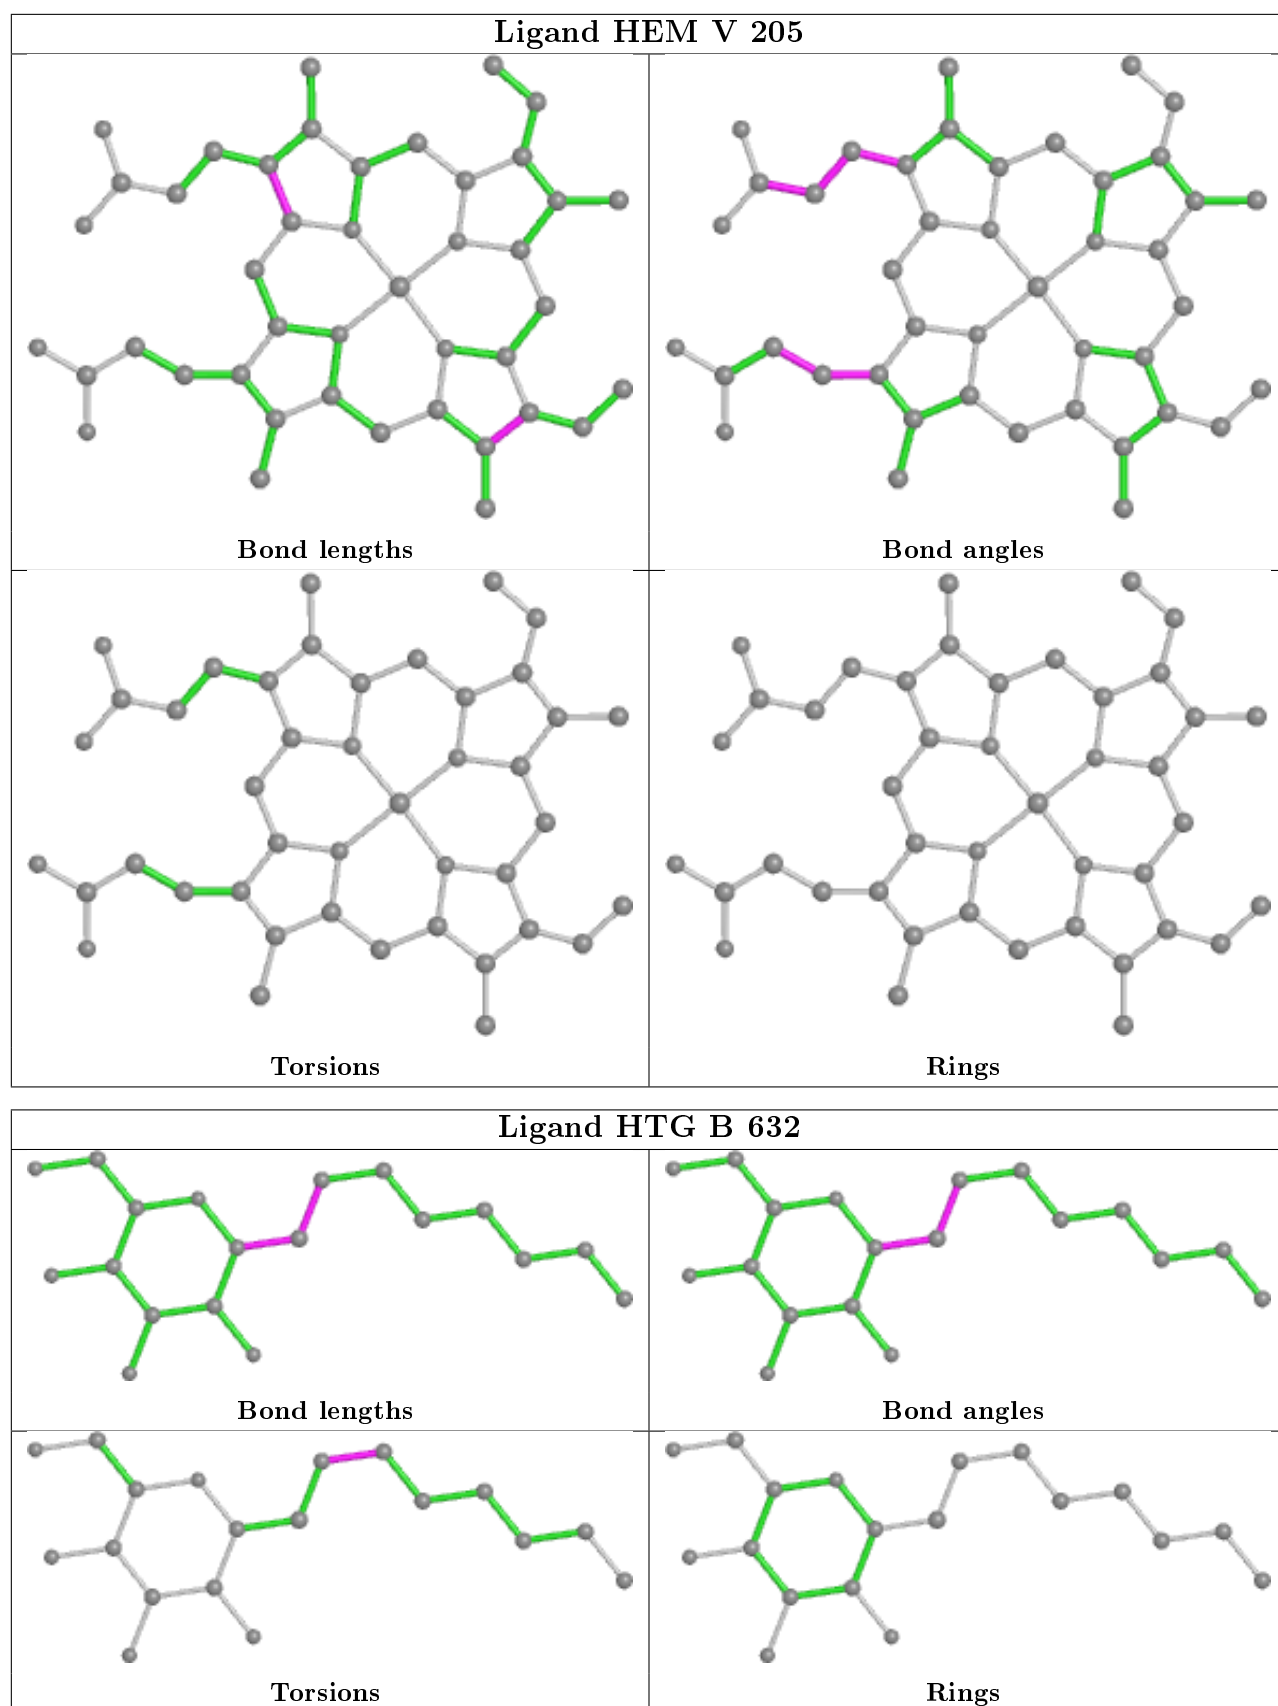 Ligand HEM V 205
Bond lengths
Bond angles
Torsions
Rings
Ligand HTG B 632
Bond lengths
Bond angles
Torsions
Rings